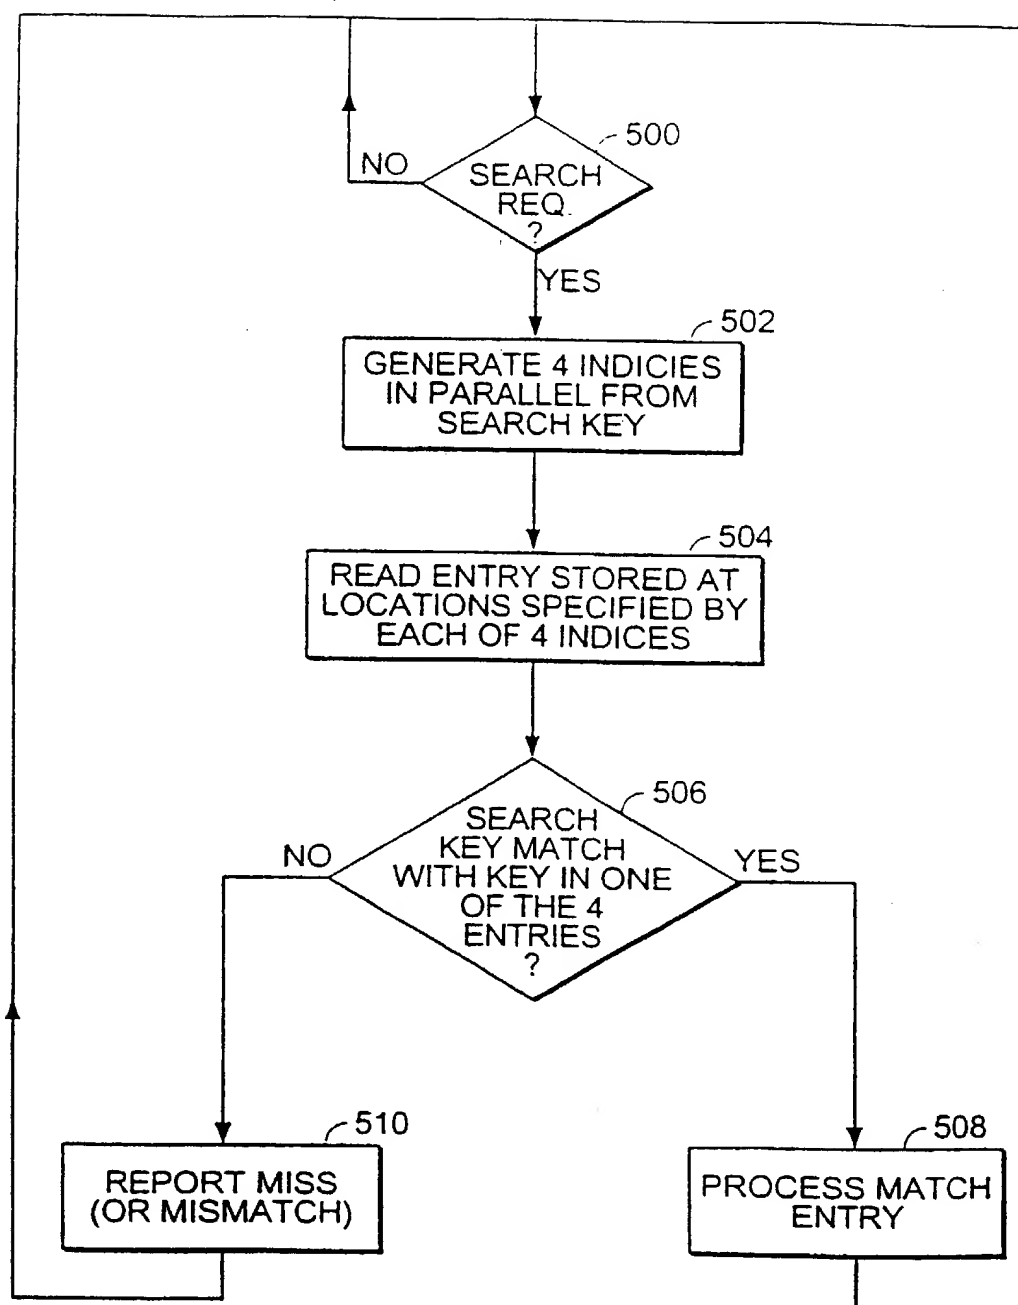 500
NO
SEARCH
REQ.
?
YES
502
GENERATE 4 INDICIES
IN PARALLEL FROM
SEARCH KEY
504
READ ENTRY STORED AT
LOCATIONS SPECIFIED BY
EACH OF 4 INDICES
506
SEARCH
KEY MATCH
WITH KEY IN ONE
OF THE 4
ENTRIES
?
NO
YES
510
REPORT MISS
(OR MISMATCH)
508
PROCESS MATCH
ENTRY